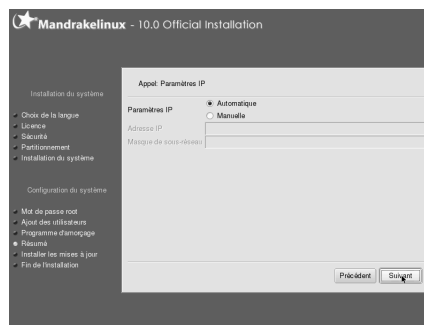 Mandrakelinux - 10.0 Official Installation
Installation du système
Choix de la langue
Licence
Sécurité
Partitionnement
Installation du système
Configuration du système
Mot de passe root
Ajout des utilisateurs
Programme d'amorçage
Résumé
Installer les mises à jour
Fin de l'installation
Appel: Paramètres IP
Paramètres IP
Automatique
Manuelle
Adresse IP
Masque de sous-réseau
Précédent
Suivant